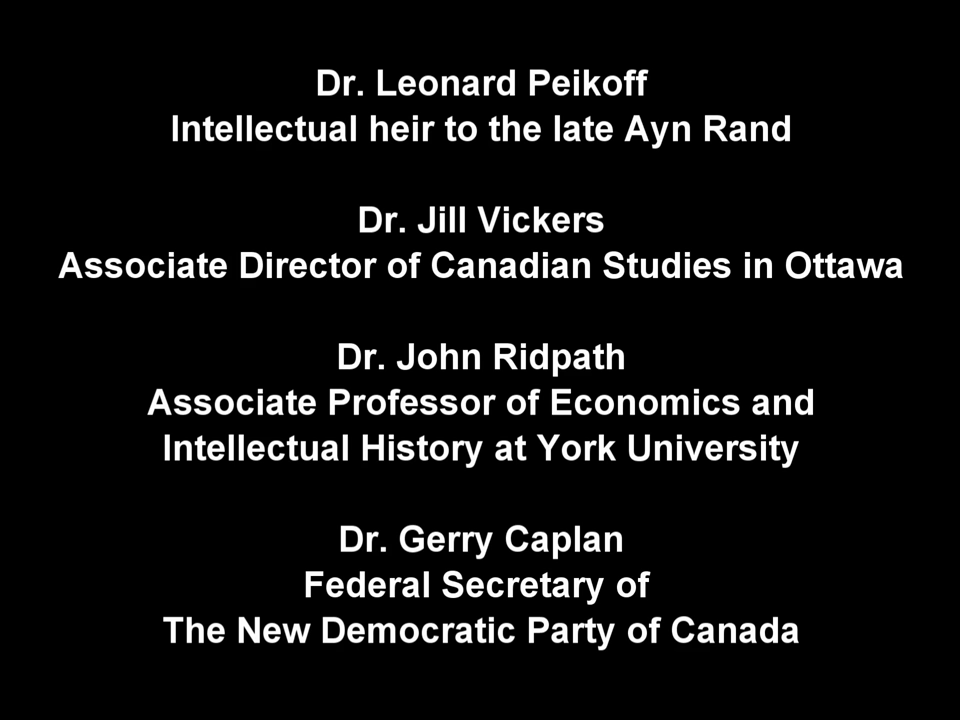 Dr. Leonard Peikoff
Intellectual heir to the late Ayn Rand
Dr. Jill Vickers
Associate Director of Canadian Studies in Ottawa
Dr. John Ridpath
Associate Professor of Economics and
Intellectual History at York University
Dr. Gerry Caplan
Federal Secretary of
The New Democratic Party of Canada